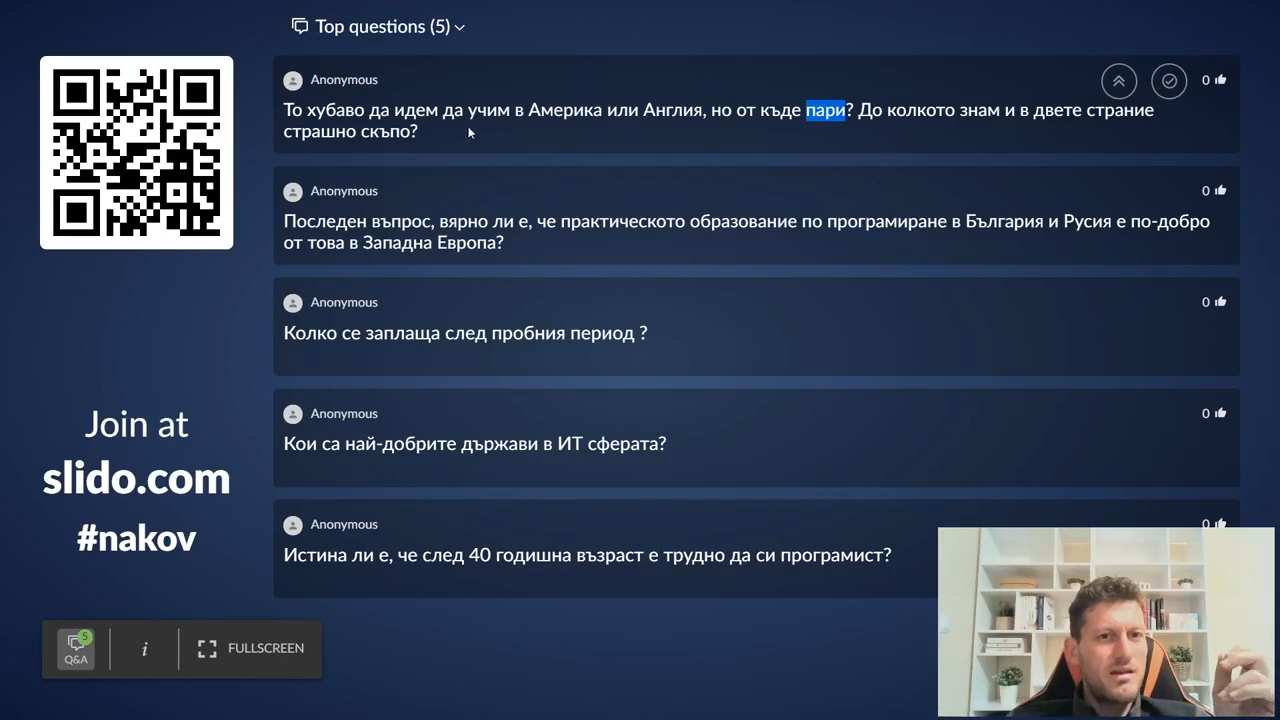 Top questions (5)
Anonymous
0
То хубаво да идем да учим в Америка или Англия, но от къде пари? До колкото знам и в двете страние
страшно скъпо?
Anonymous
0
Последен въпрос, вярно ли е, че практическото образование по програмиране в България и Русия е по-добро
от това в Западна Европа?
Anonymous
0
Колко се заплаща след пробния период ?
Anonymous
0
Кои са най-добрите държави в ИТ сферата?
Anonymous
0
Истина ли е, че след 40 годишна възраст е трудно да си програмист?
Join at
slido.com
#nakov
5
Q&A
i
FULLSCREEN